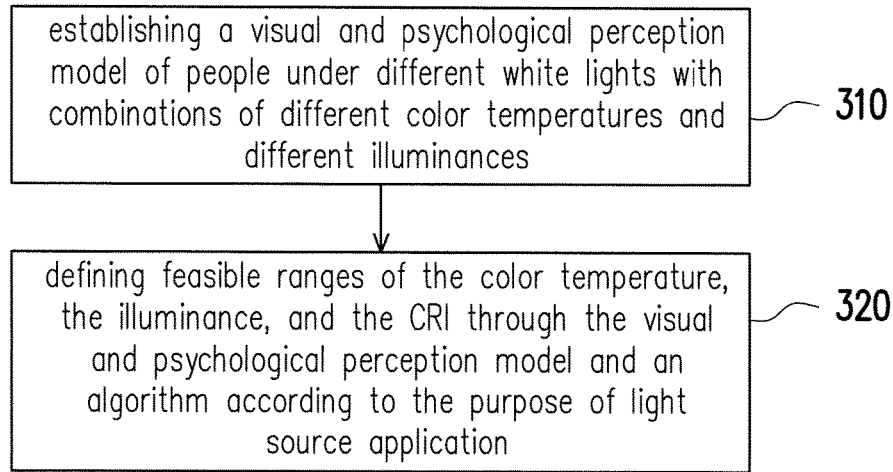 establishing a visual and psychological perception
model of people under different white lights with
combinations of different color temperatures and
different illuminances
310
defining feasible ranges of the color temperature,
the illuminance, and the CRI through the visual
and psychological perception model and an
algorithm according to the purpose of light
source application
320